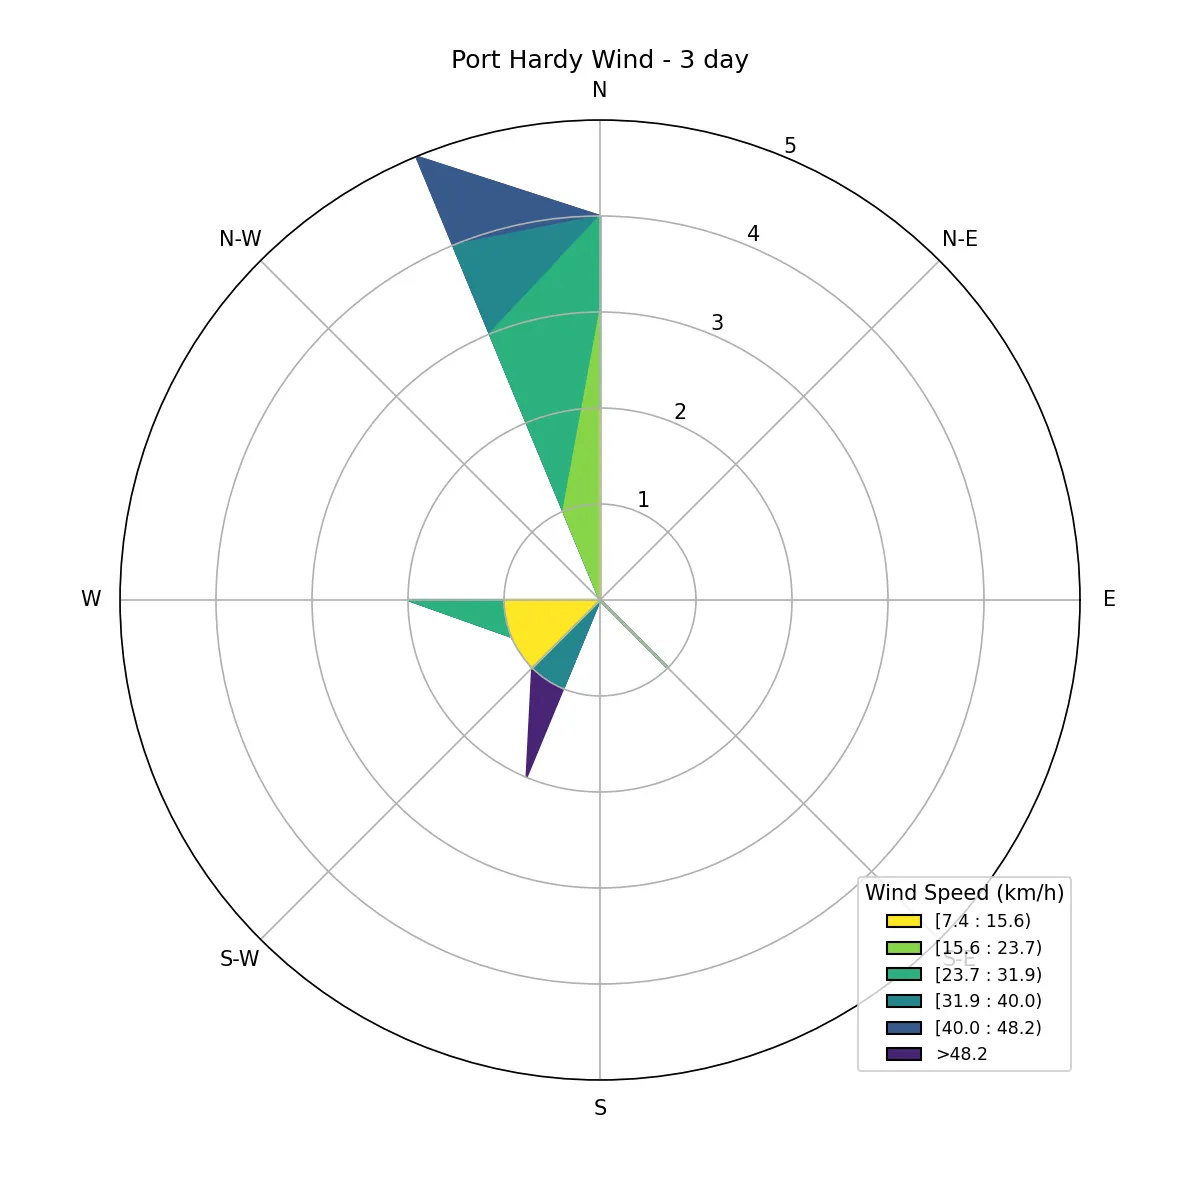 Port Hardy Wind - 3 day
N
5
N-W
4
N-E
3
2
1
W
E
Wind Speed (km/h)
[7.4 : 15.6)
[15.6 : 23.7)
S-W
S-E
[23.7 : 31.9)
[31.9 : 40.0)
[40.0 : 48.2)
>48.2
S